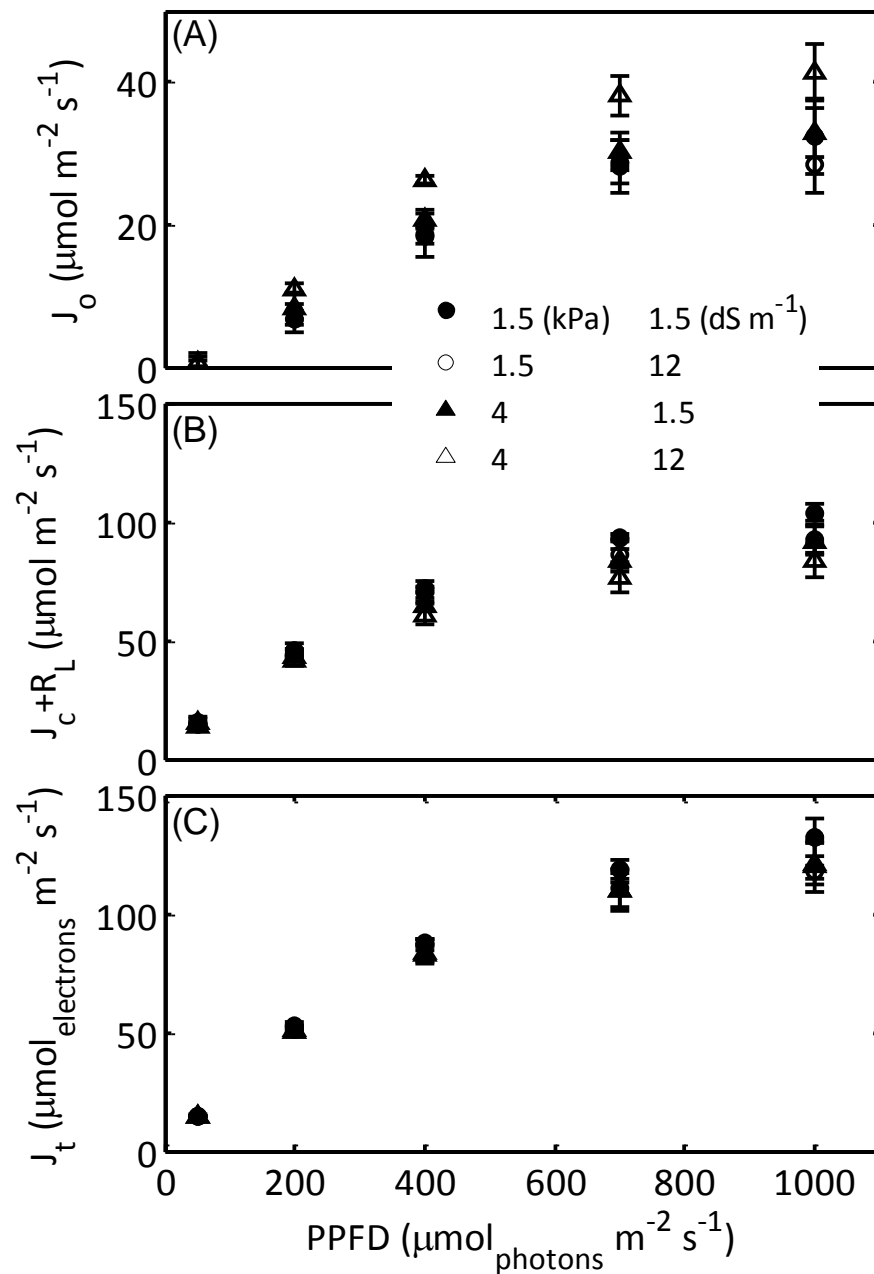 (A)
40
20
0
J_o (μmol m⁻² s⁻¹)
1.5 (kPa) 1.5 (dS m⁻¹)
1.5 12
4 1.5
4 12
(B)
150
100
50
0
J_c+R_L (μmol m⁻² s⁻¹)
(C)
150
100
50
0
J_t (μmol_electrons m⁻² s⁻¹)
0 200 400 600 800 1000
PPFD (μmol_photons m⁻² s⁻¹)